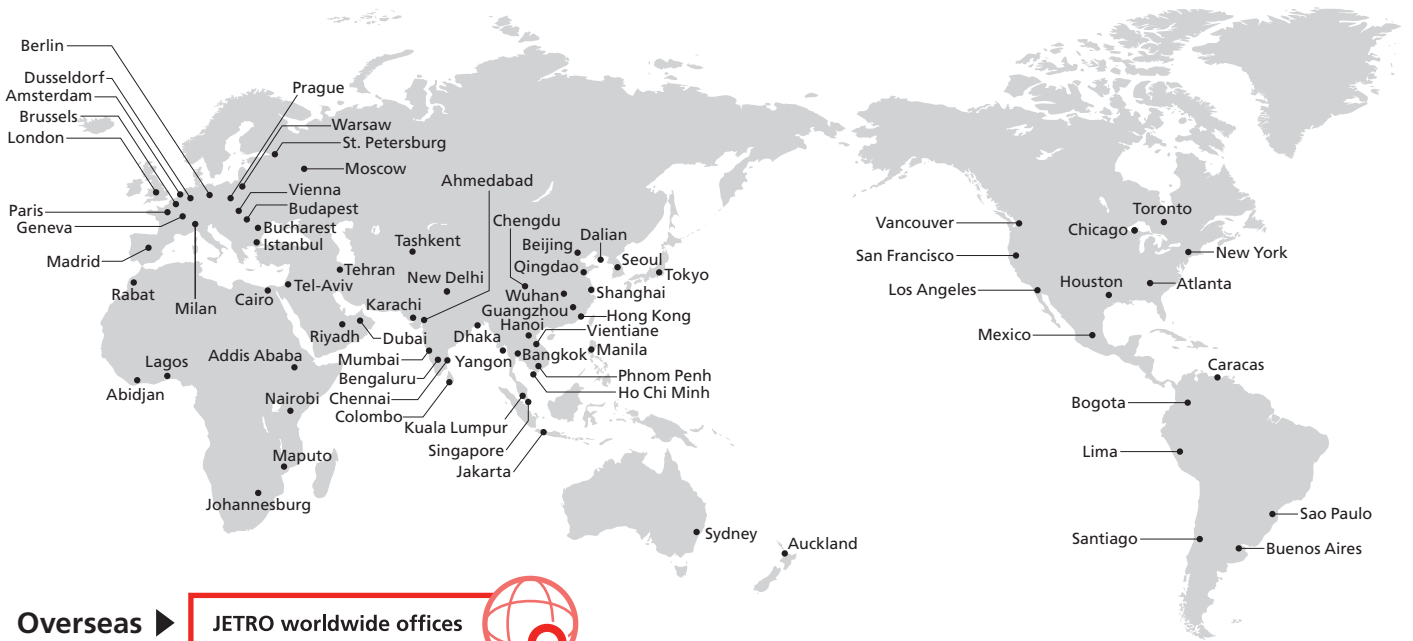 Berlin
Dusseldorf
Amsterdam
Brussels
London
Paris
Geneva
Madrid
Rabat
Milan
Prague
Warsaw
St. Petersburg
Moscow
Vienna
Budapest
Bucharest
Istanbul
Tehran
Tel-Aviv
Cairo
Riyadh
Dubai
Tashkent
New Delhi
Karachi
Ahmedabad
Mumbai
Bengaluru
Chennai
Colombo
Dhaka
Yangon
Chengdu
Beijing
Dalian
Qingdao
Seoul
Tokyo
Wuhan
Shanghai
Guangzhou
Hong Kong
Hanoi
Vientiane
Bangkok
Manila
Phnom Penh
Ho Chi Minh
Kuala Lumpur
Singapore
Jakarta
Lagos
Abidjan
Addis Ababa
Nairobi
Maputo
Johannesburg
Sydney
Auckland
Vancouver
San Francisco
Los Angeles
Mexico
Chicago
Toronto
New York
Houston
Atlanta
Caracas
Bogota
Lima
Santiago
Sao Paulo
Buenos Aires
Overseas
JETRO worldwide offices